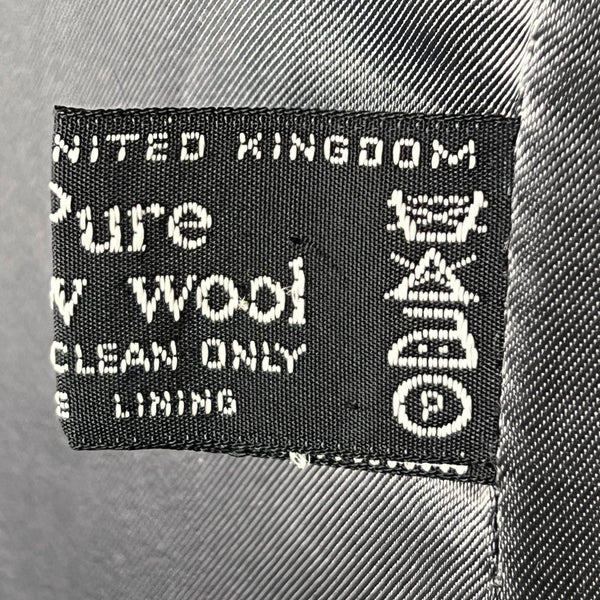 NITED KINGDOM
Pure
w wool
CLEAN ONLY
E LINING
P